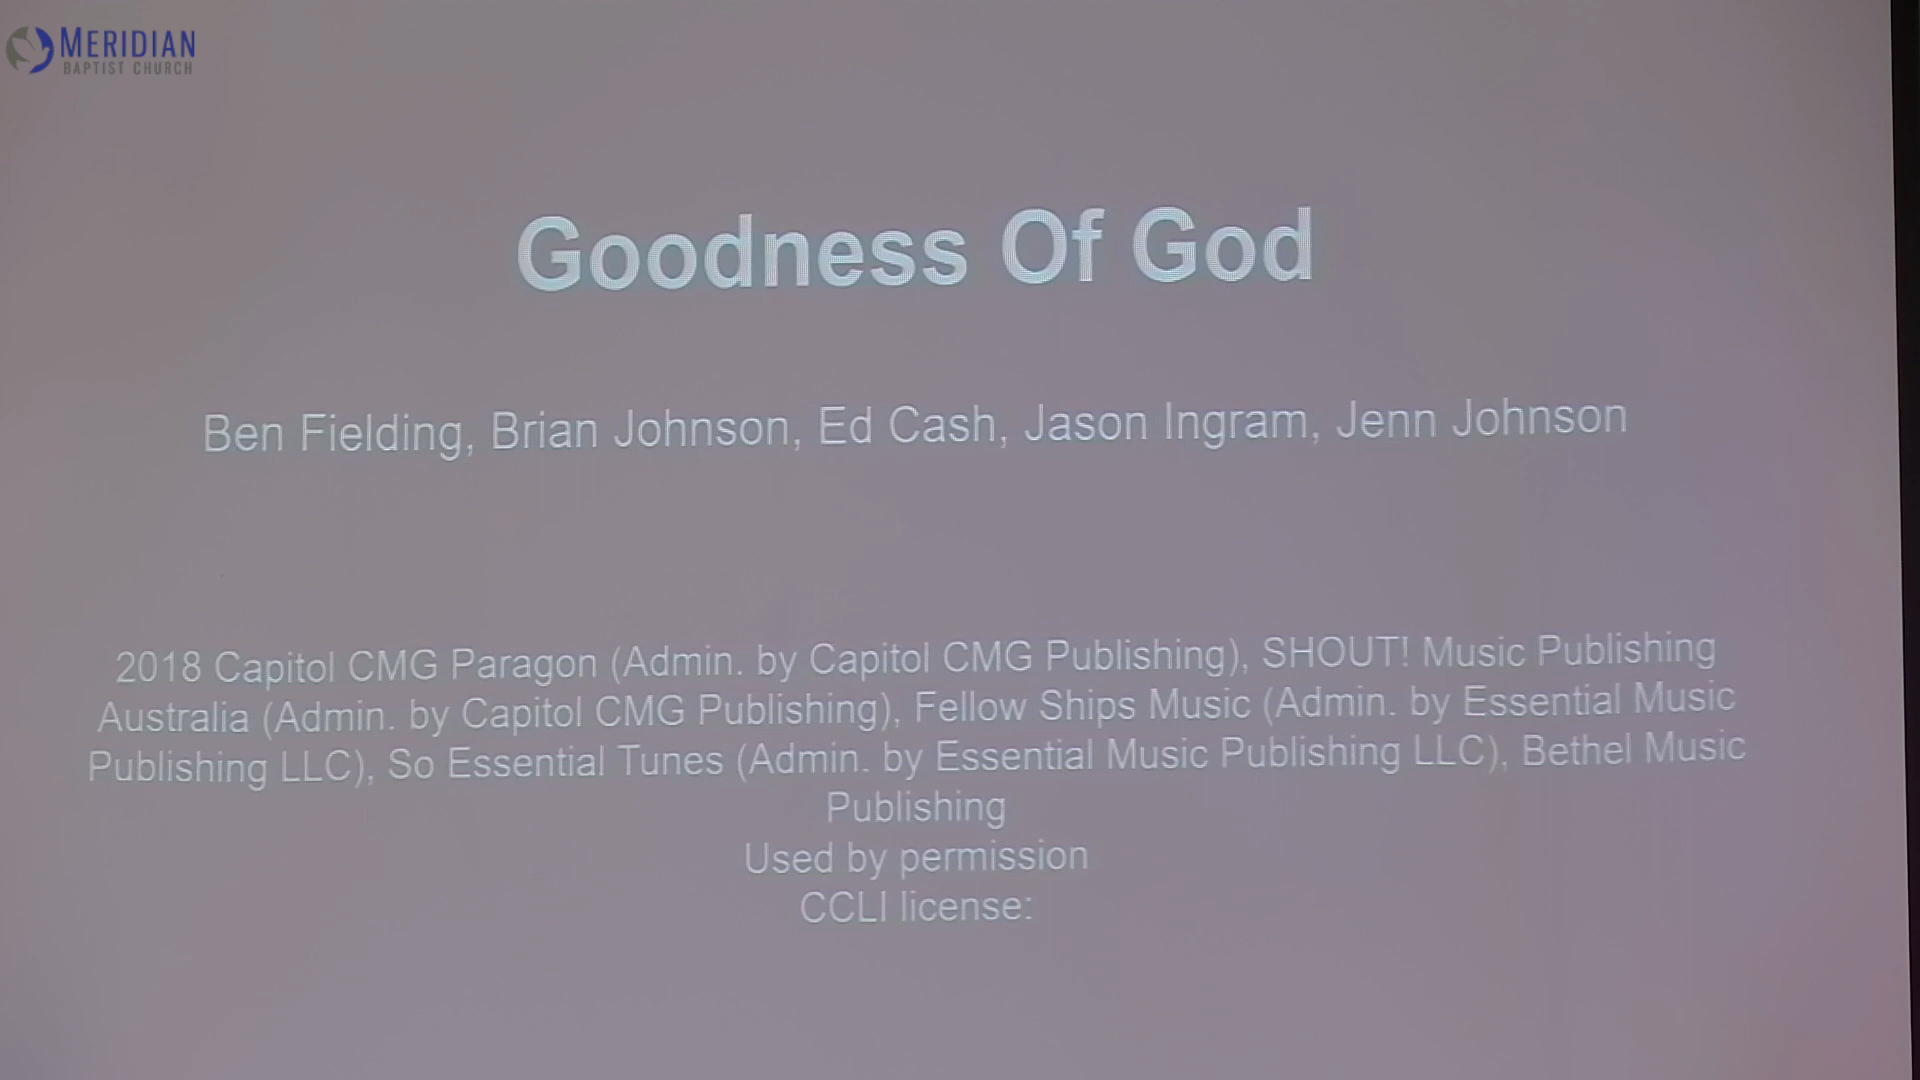 MERIDIAN
BAPTIST CHURCH
Goodness Of God
Ben Fielding, Brian Johnson, Ed Cash, Jason Ingram, Jenn Johnson
2018 Capitol CMG Paragon (Admin. by Capitol CMG Publishing), SHOUT! Music Publishing
Australia (Admin. by Capitol CMG Publishing), Fellow Ships Music (Admin. by Essential Music
Publishing LLC), So Essential Tunes (Admin. by Essential Music Publishing LLC), Bethel Music
Publishing
Used by permission
CCLI license: